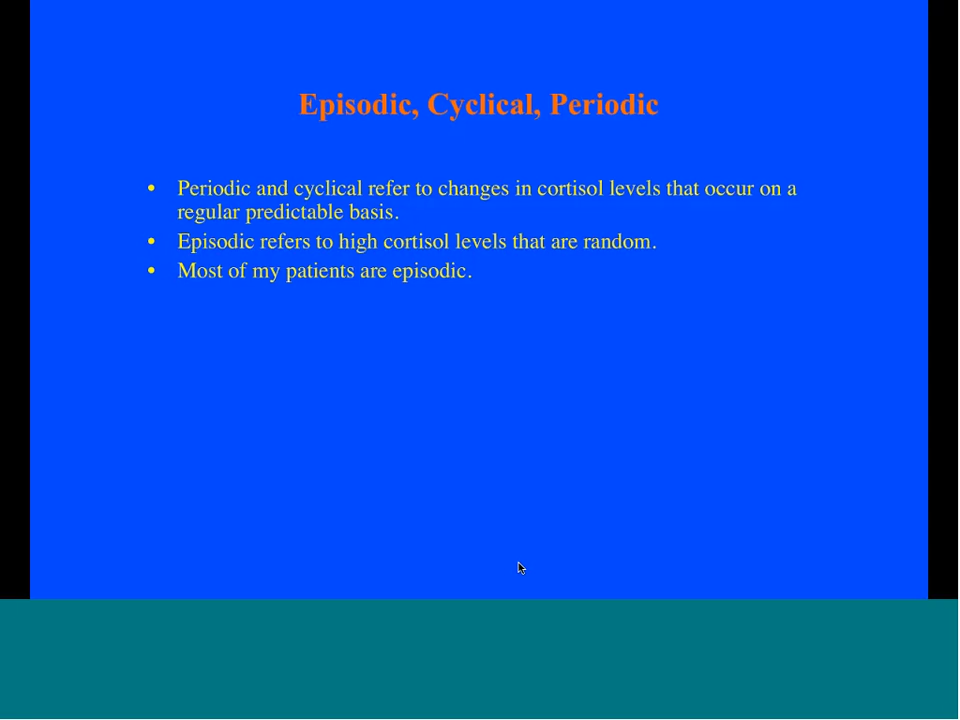 Episodic, Cyclical, Periodic
• Periodic and cyclical refer to changes in cortisol levels that occur on a
regular predictable basis.
• Episodic refers to high cortisol levels that are random.
• Most of my patients are episodic.